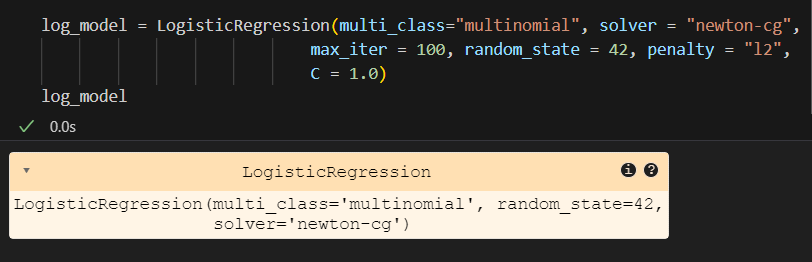 log_model = LogisticRegression(multi_class="multinomial", solver = "newton-cg",
max_iter = 100, random_state = 42, penalty = "l2",
C = 1.0)
log_model
0.0s
LogisticRegression
LogisticRegression(multi_class='multinomial', random_state=42,
solver='newton-cg')